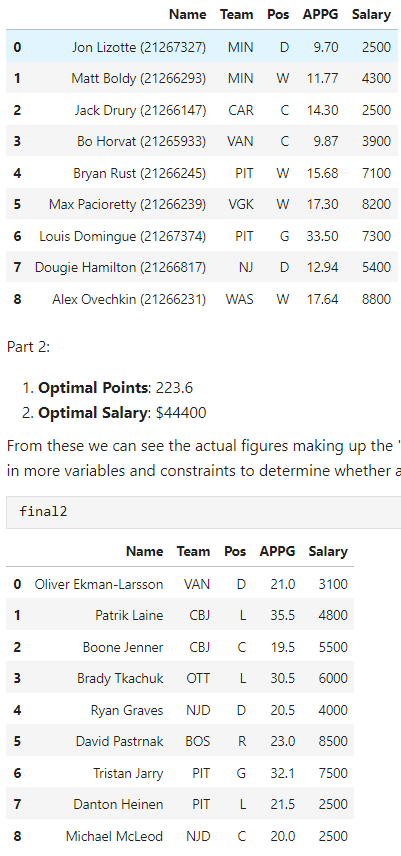 Name Team Pos APPG Salary
0 Jon Lizotte (21267327) MIN D 9.70 2500
1 Matt Boldy (21266293) MIN W 11.77 4300
2 Jack Drury (21266147) CAR C 14.30 2500
3 Bo Horvat (21265933) VAN C 9.87 3900
4 Bryan Rust (21266245) PIT W 15.68 7100
5 Max Pacioretty (21266239) VGK W 17.30 8200
6 Louis Domingue (21267374) PIT G 33.50 7300
7 Dougie Hamilton (21266817) NJ D 12.94 5400
8 Alex Ovechkin (21266231) WAS W 17.64 8800
Part 2:
1. Optimal Points: 223.6
2. Optimal Salary: $44400
From these we can see the actual figures making up the '
in more variables and constraints to determine whether a
final2
Name Team Pos APPG Salary
0 Oliver Ekman-Larsson VAN D 21.0 3100
1 Patrik Laine CBJ L 35.5 4800
2 Boone Jenner CBJ C 19.5 5500
3 Brady Tkachuk OTT L 30.5 6000
4 Ryan Graves NJD D 20.5 4000
5 David Pastrnak BOS R 23.0 8500
6 Tristan Jarry PIT G 32.1 7500
7 Danton Heinen PIT L 21.5 2500
8 Michael McLeod NJD C 20.0 2500